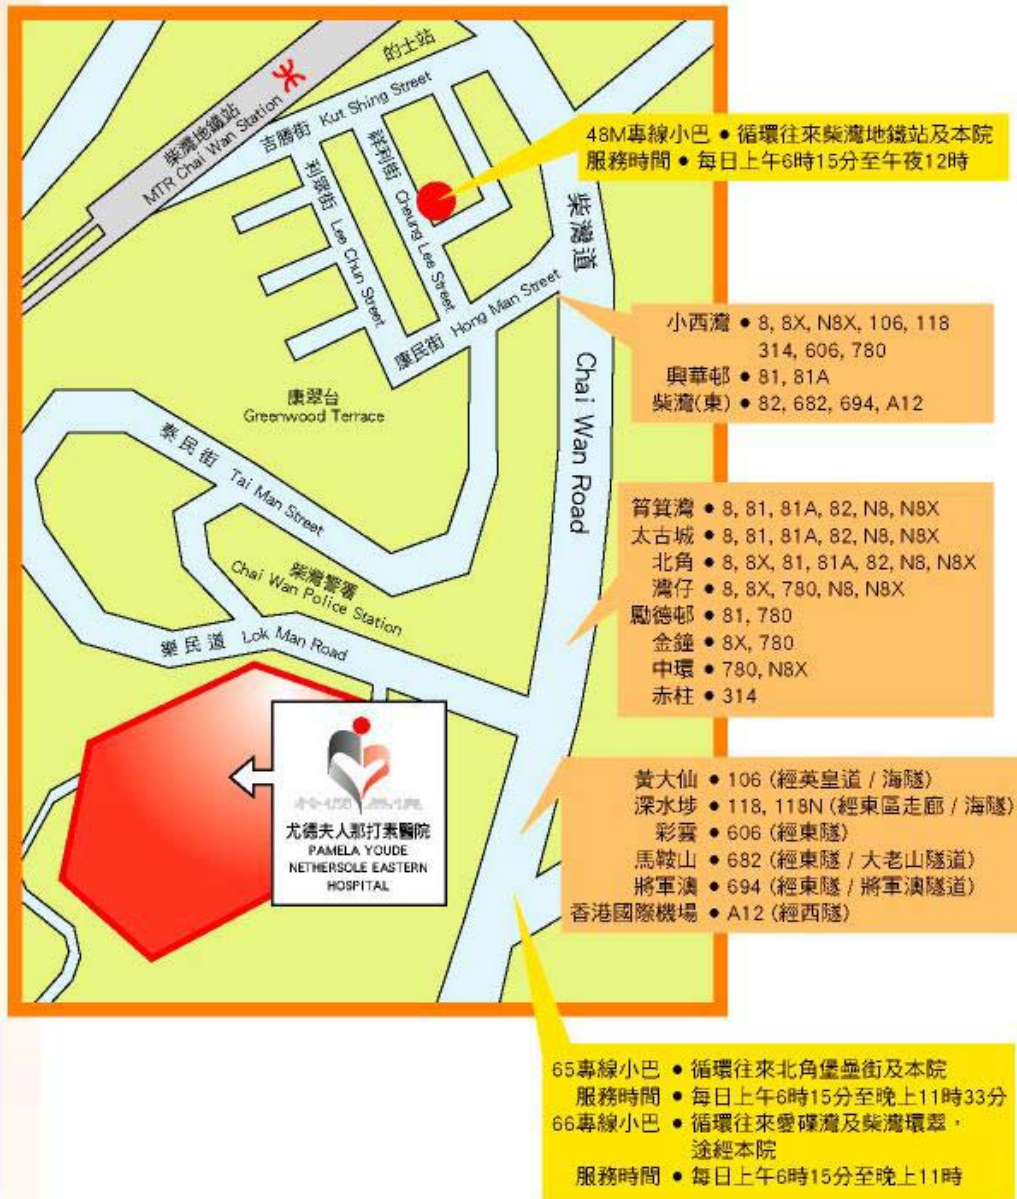 的士站
柴灣地鐵站
MTR Chai Wan Station
吉勝街 Kut Shing Street
祥利街 Cheung Lee Street
利眾街 Lee Chun Street
康民街 Hong Man Street
柴灣道
Chai Wan Road
康翠台
Greenwood Terrace
泰民街 Tai Man Street
柴灣警署
Chai Wan Police Station
樂民道 Lok Man Road
尤德夫人那打素醫院
PAMELA YOUDE
NETHERSOLE EASTERN
HOSPITAL
48M專線小巴 • 循環往來柴灣地鐵站及本院
服務時間 • 每日上午6時15分至午夜12時
小西灣 • 8, 8X, N8X, 106, 118
314, 606, 780
興華邨 • 81, 81A
柴灣(東) • 82, 682, 694, A12
筲箕灣 • 8, 81, 81A, 82, N8, N8X
太古城 • 8, 81, 81A, 82, N8, N8X
北角 • 8, 8X, 81, 81A, 82, N8, N8X
灣仔 • 8, 8X, 780, N8, N8X
勵德邨 • 81, 780
金鐘 • 8X, 780
中環 • 780, N8X
赤柱 • 314
黃大仙 • 106 (經英皇道 / 海隧)
深水埗 • 118, 118N (經東區走廊 / 海隧)
彩雲 • 606 (經東隧)
馬鞍山 • 682 (經東隧 / 大老山隧道)
將軍澳 • 694 (經東隧 / 將軍澳隧道)
香港國際機場 • A12 (經西隧)
65專線小巴 • 循環往來北角堡壘街及本院
服務時間 • 每日上午6時15分至晚上11時33分
66專線小巴 • 循環往來愛碟灣及柴灣環翠，
途經本院
服務時間 • 每日上午6時15分至晚上11時